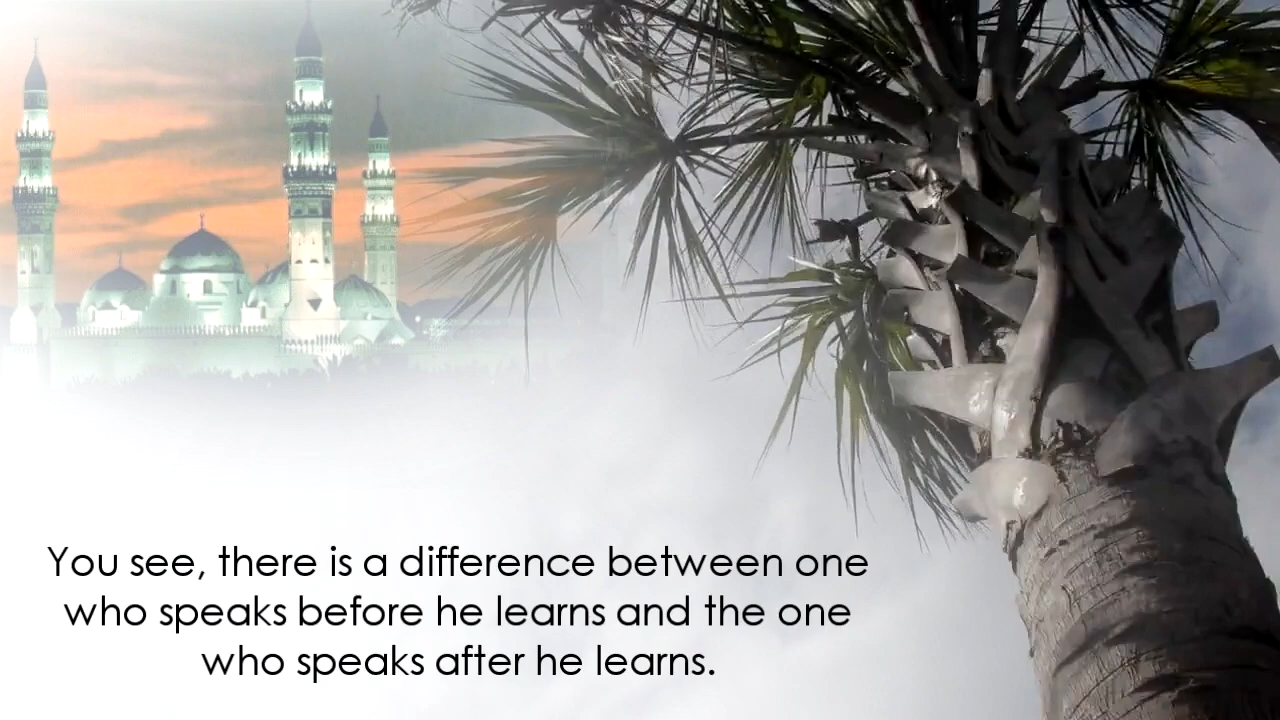 You see, there is a difference between one
who speaks before he learns and the one
who speaks after he learns.